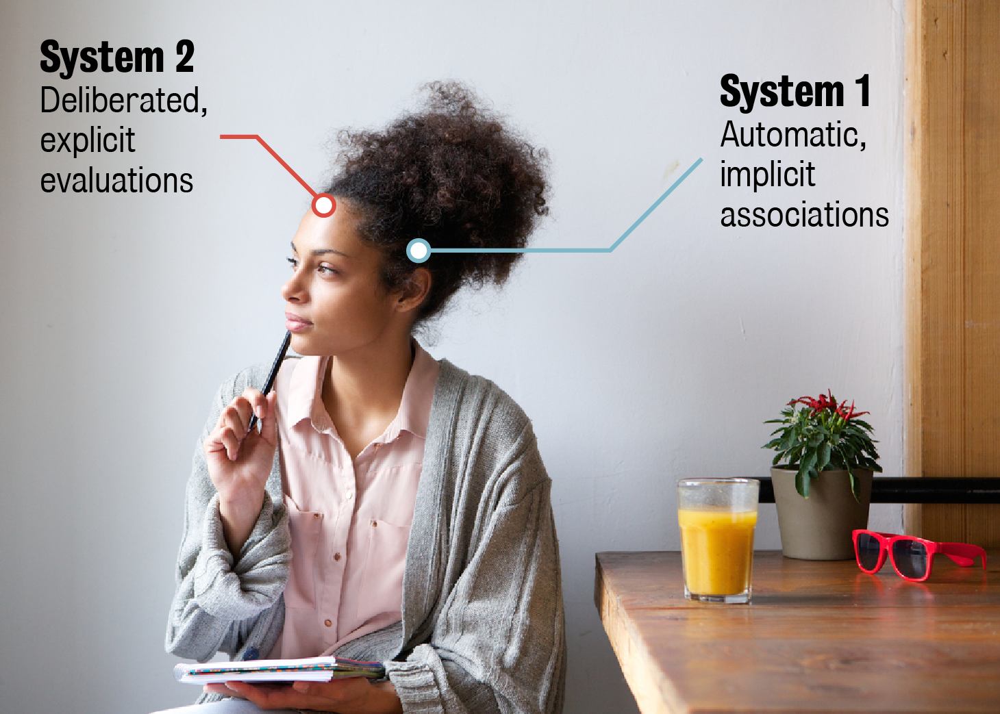 System 2
Deliberated,
explicit
evaluations
System 1
Automatic,
implicit
associations